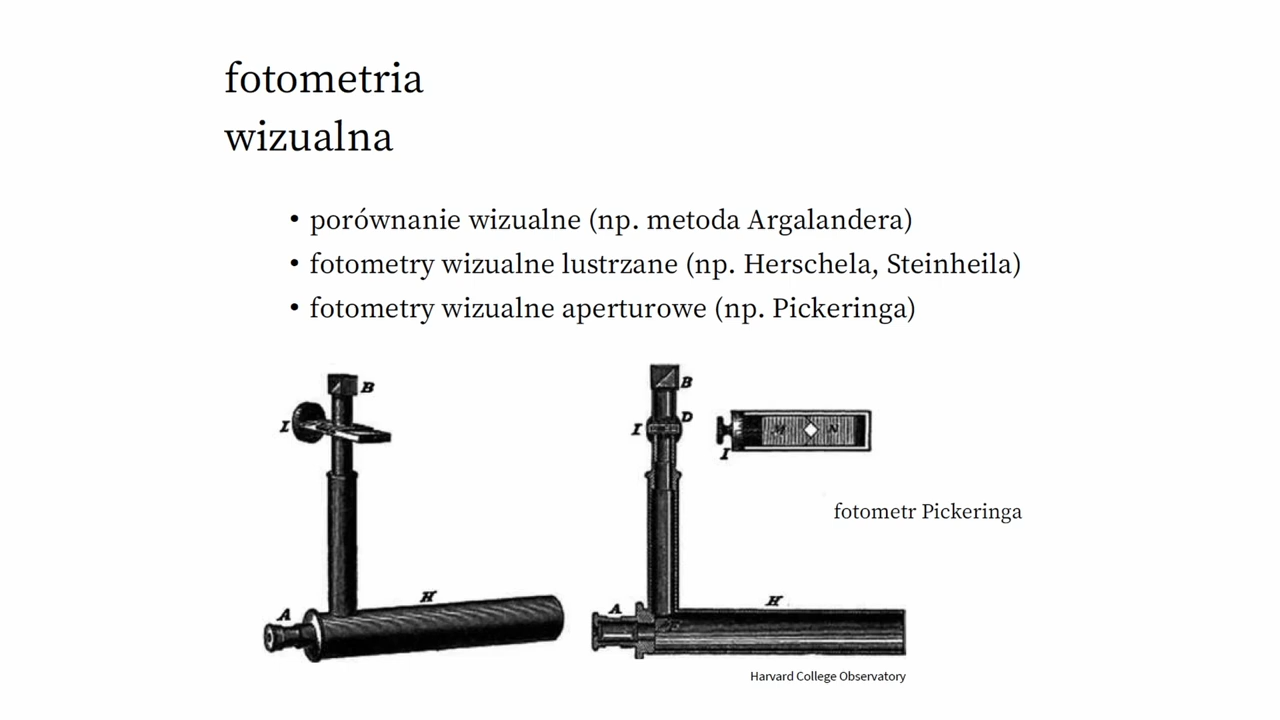 fotometria
wizualna
• porównanie wizualne (np. metoda Argalandera)
• fotometry wizualne lustrzane (np. Herschela, Steinheila)
• fotometry wizualne aperturowe (np. Pickeringa)
B
I
A
H
B
D
I
A
H
M N
I
fotometr Pickeringa
Harvard College Observatory